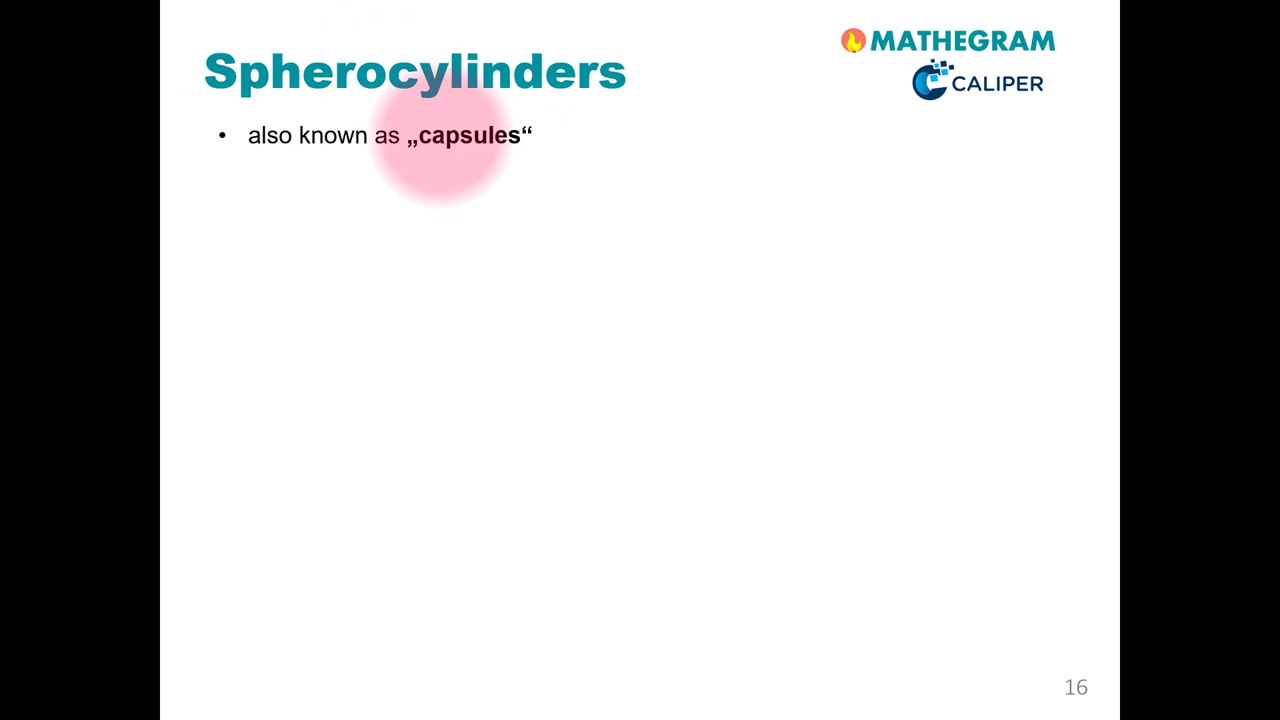 MATHEGRAM
Spherocylinders
CALIPER
• also known as „capsules“
16